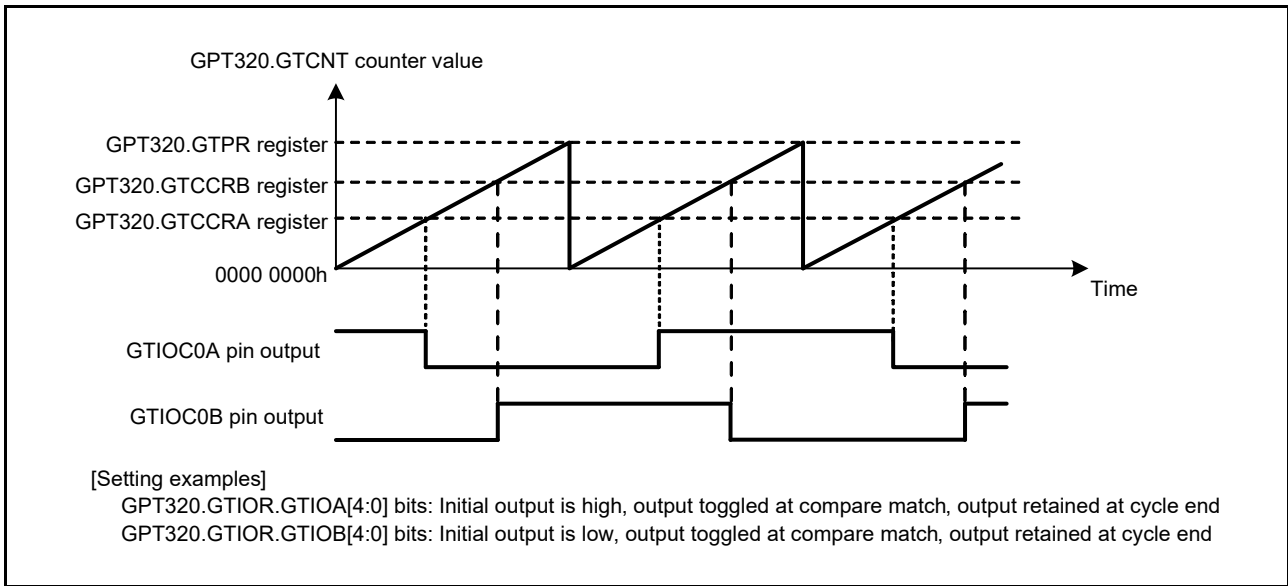 GPT320.GTCNT counter value
GPT320.GTPR register
GPT320.GTCCRB register
GPT320.GTCCRA register
0000 0000h
Time
GTIOC0A pin output
GTIOC0B pin output
[Setting examples]
GPT320.GTIOR.GTIOA[4:0] bits: Initial output is high, output toggled at compare match, output retained at cycle end
GPT320.GTIOR.GTIOB[4:0] bits: Initial output is low, output toggled at compare match, output retained at cycle end